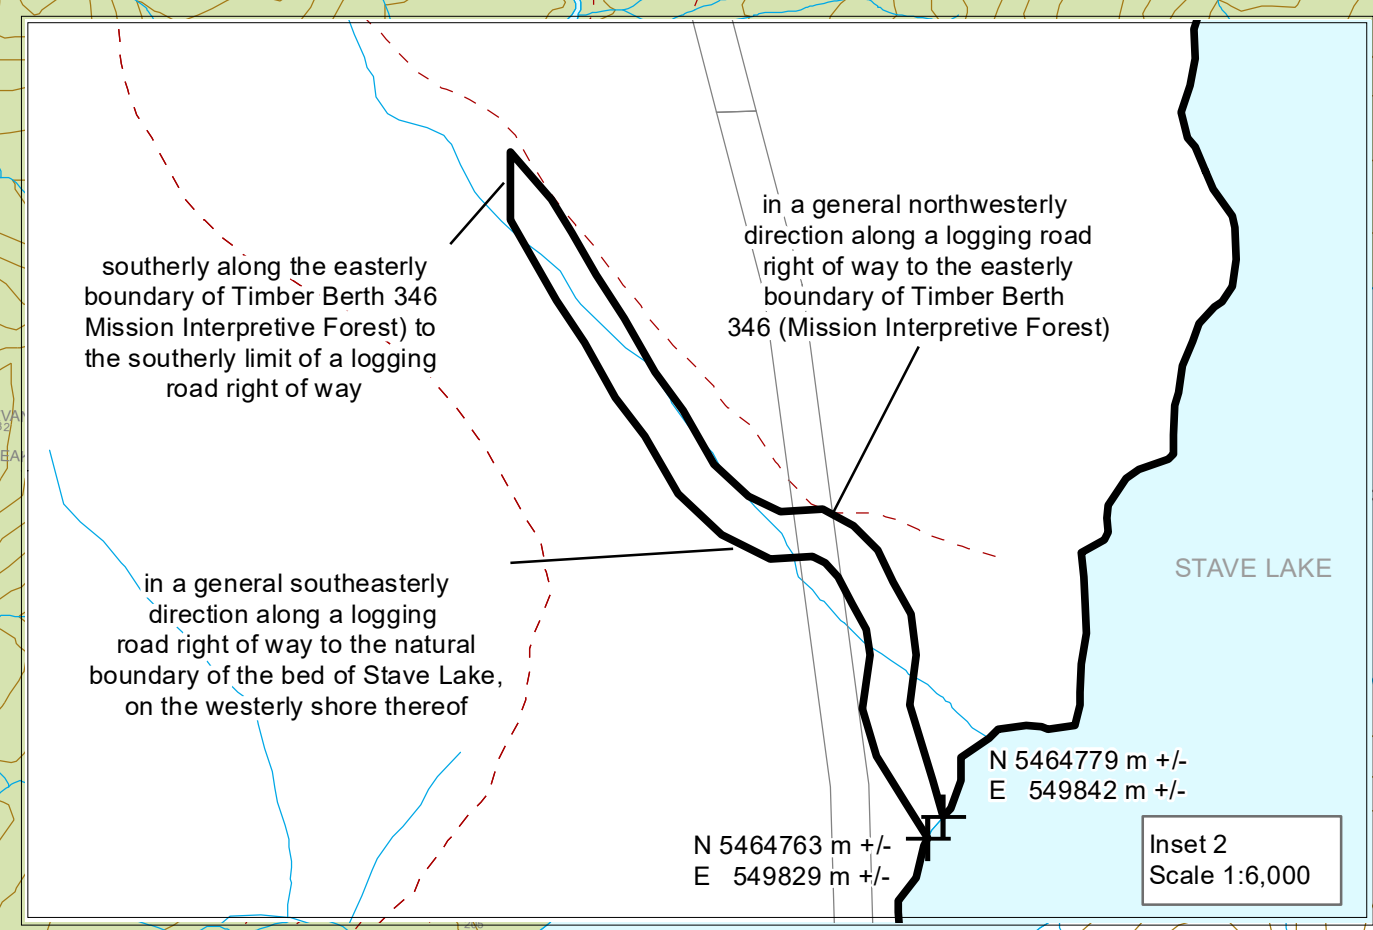 in a general northwesterly
direction along a logging road
right of way to the easterly
boundary of Timber Berth
346 (Mission Interpretive Forest)
southerly along the easterly
boundary of Timber Berth 346
Mission Interpretive Forest) to
the southerly limit of a logging
road right of way
STAVE LAKE
in a general southeasterly
direction along a logging
road right of way to the natural
boundary of the bed of Stave Lake,
on the westerly shore thereof
N 5464779 m +/-
E 549842 m +/-
N 5464763 m +/-
E 549829 m +/-
Inset 2
Scale 1:6,000